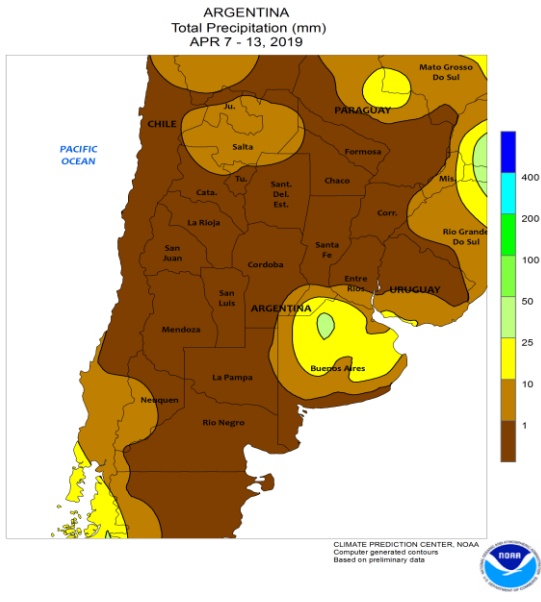 ARGENTINA
Total Precipitation (mm)
APR 7 - 13, 2019
Mato Grosso
Do Sul
Ju.
PARAGUAY
CHILE
PACIFIC
OCEAN
Salta
Formosa
Tu.
Chaco
Mis.
Cata.
Sant.
Del.
Est.
Corr.
La Rioja
Rio Grande
Do Sul
San
Juan
Santa
Fe
Cordoba
Entre
Rios
URUGUAY
San
Luis
ARGENTINA
Mendoza
Buenos Aires
La Pampa
Neuquen
Rio Negro
400
200
100
50
25
10
1
CLIMATE PREDICTION CENTER, NOAA
Computer generated contours
Based on preliminary data
NOAA